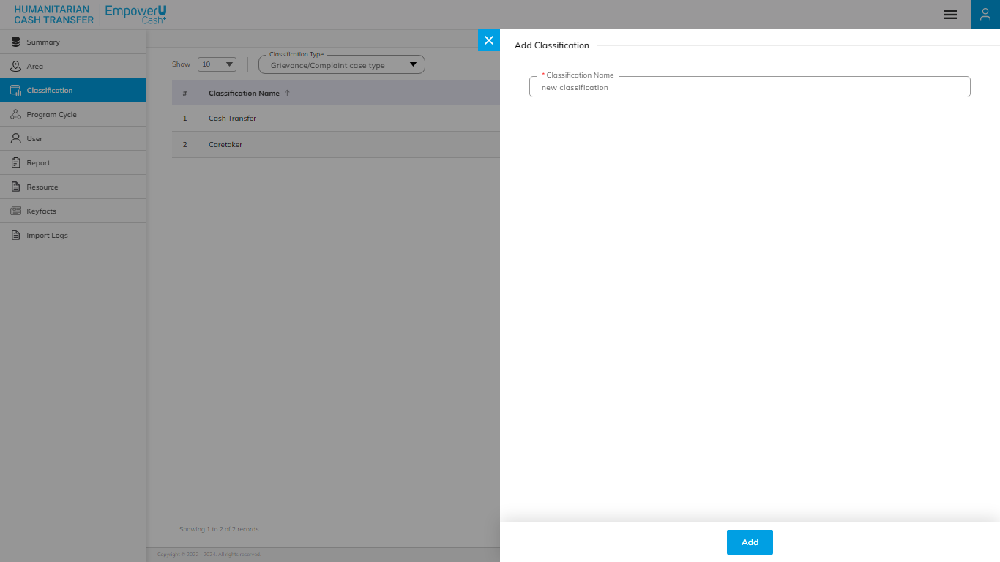 HUMANITARIAN
CASH TRANSFER
EmpowerU
Cash+
Summary
Area
Classification
Program Cycle
User
Report
Resource
Keyfacts
Import Logs
Show 10
Classification Type
Grievance/Complaint case type
# Classification Name ↑
1 Cash Transfer
2 Caretaker
Showing 1 to 2 of 2 records
Copyright © 2022 - 2024. All rights reserved.
Add Classification
* Classification Name
new classification
Add